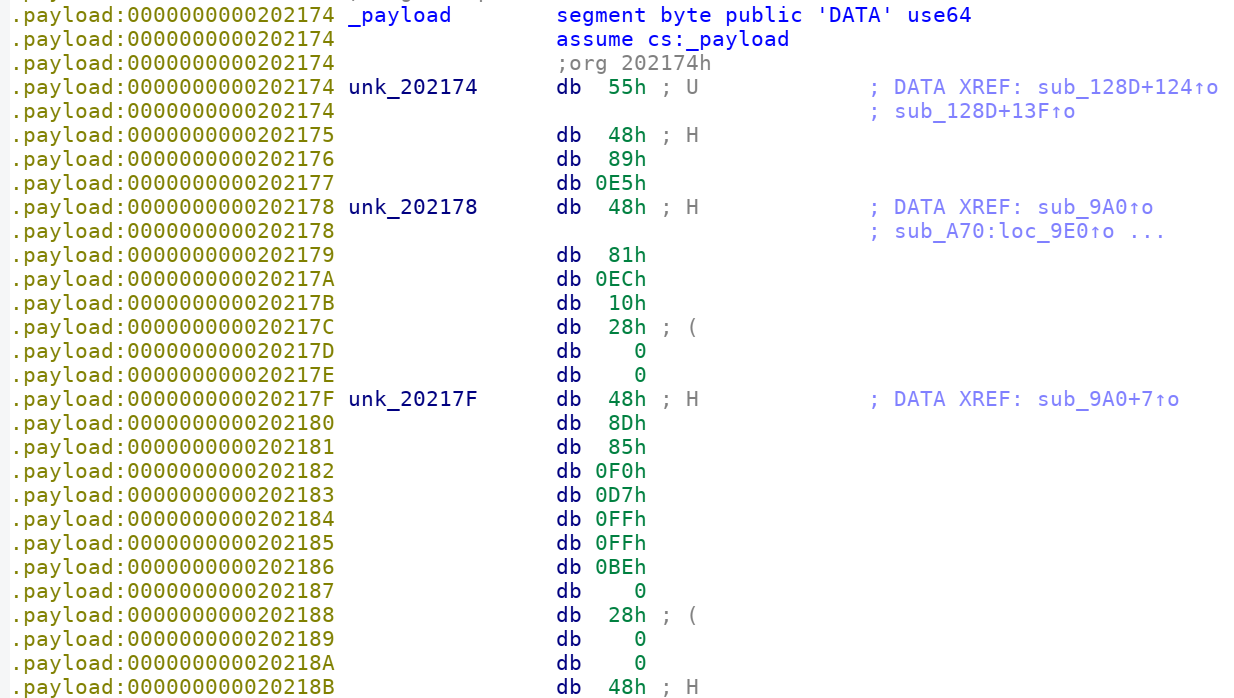 .payload:0000000000202174 _payload segment byte public 'DATA' use64
.payload:0000000000202174 assume cs:_payload
.payload:0000000000202174 ;org 202174h
.payload:0000000000202174 unk_202174 db 55h ; U ; DATA XREF: sub_128D+124↑o
.payload:0000000000202174 ; sub_128D+13F↑o
.payload:0000000000202175 db 48h ; H
.payload:0000000000202176 db 89h
.payload:0000000000202177 db 0E5h
.payload:0000000000202178 unk_202178 db 48h ; H ; DATA XREF: sub_9A0↑o
.payload:0000000000202178 ; sub_A70:loc_9E0↑o ...
.payload:0000000000202179 db 81h
.payload:000000000020217A db 0ECh
.payload:000000000020217B db 10h
.payload:000000000020217C db 28h ; (
.payload:000000000020217D db 0
.payload:000000000020217E db 0
.payload:000000000020217F unk_20217F db 48h ; H ; DATA XREF: sub_9A0+7↑o
.payload:0000000000202180 db 8Dh
.payload:0000000000202181 db 85h
.payload:0000000000202182 db 0F0h
.payload:0000000000202183 db 0D7h
.payload:0000000000202184 db 0FFh
.payload:0000000000202185 db 0FFh
.payload:0000000000202186 db 0BEh
.payload:0000000000202187 db 0
.payload:0000000000202188 db 28h ; (
.payload:0000000000202189 db 0
.payload:000000000020218A db 0
.payload:000000000020218B db 48h ; H